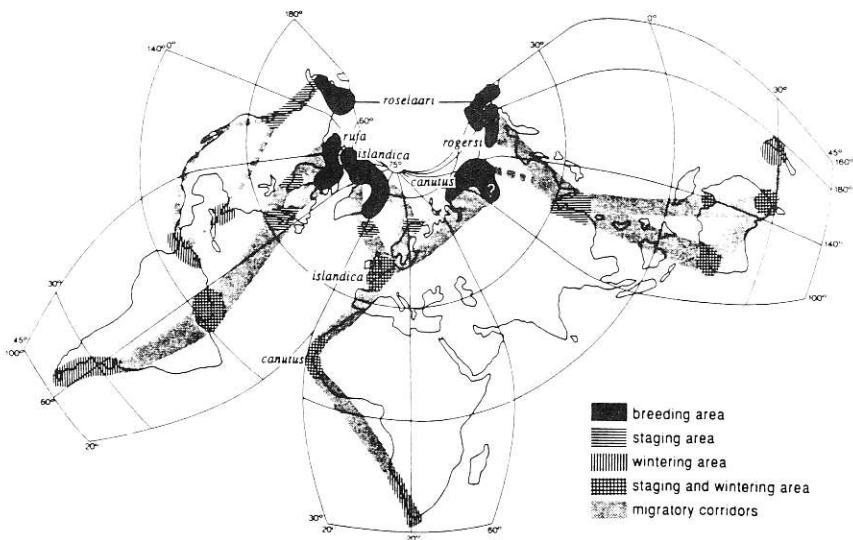 180°
0°
140°
0°
30°
30°
roselaari
60°
rufa
islandica
75°
rogersi
canutus
?
45°
160°
180°
140°
100°
islandica
30°
45°
100°
60°
20°
canutus
30°
20°
20°
60°
breeding area
staging area
wintering area
staging and wintering area
migratory corridors